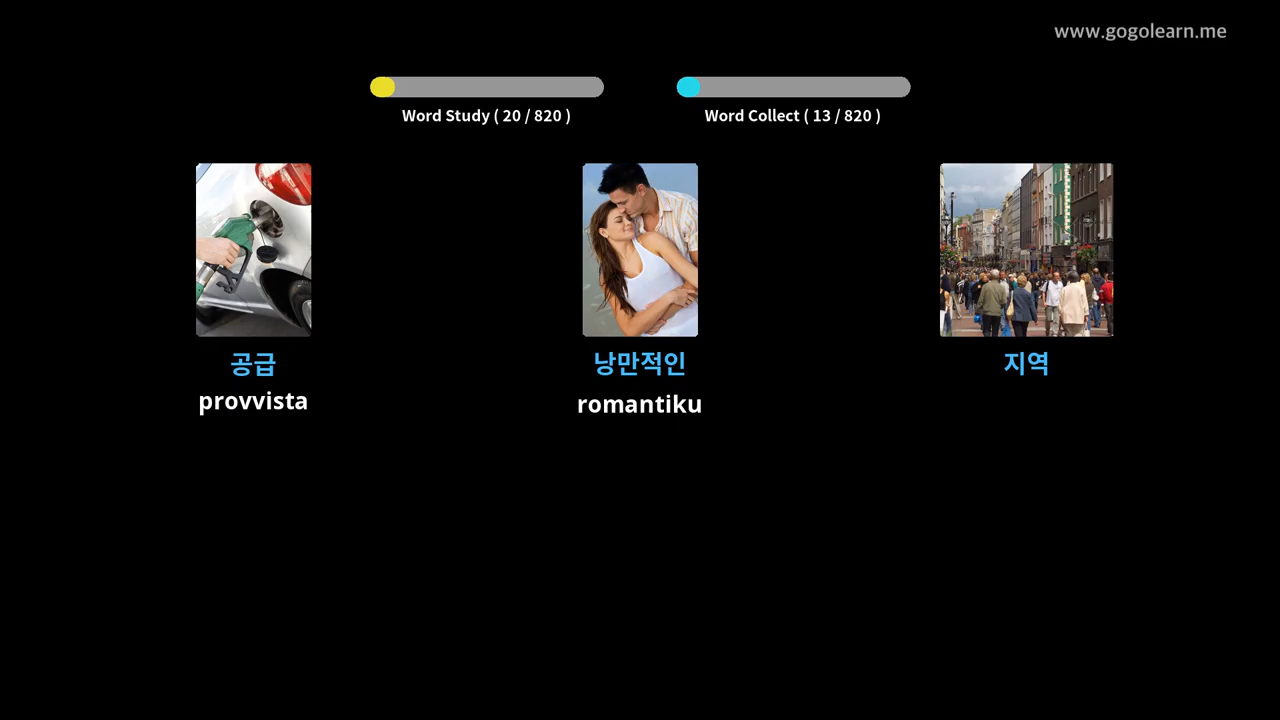 www.gogolearn.me
Word Study ( 20 / 820 )
Word Collect ( 13 / 820 )
공급
낭만적인
지역
provvista
romantiku